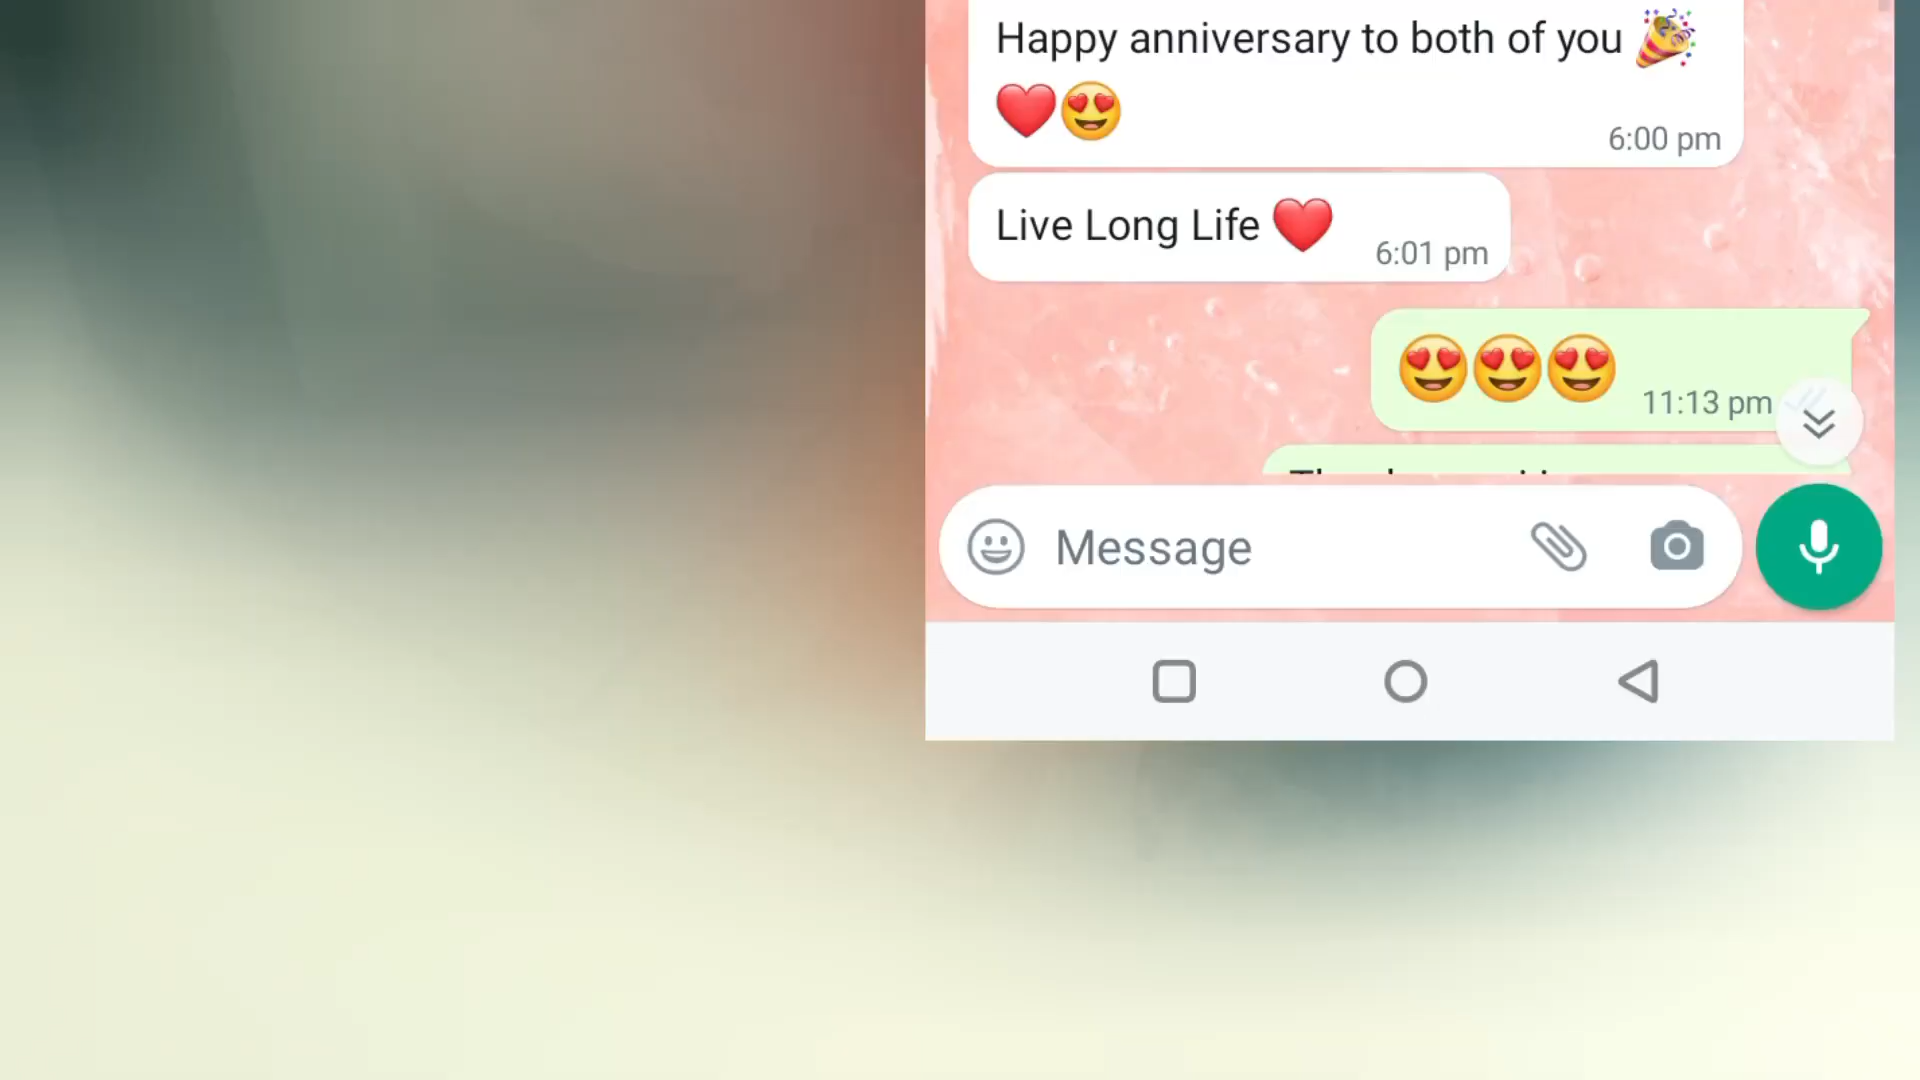 Happy anniversary to both of you 🎉
❤️😍
6:00 pm
Live Long Life ❤️
6:01 pm
😍😍😍
11:13 pm
Message